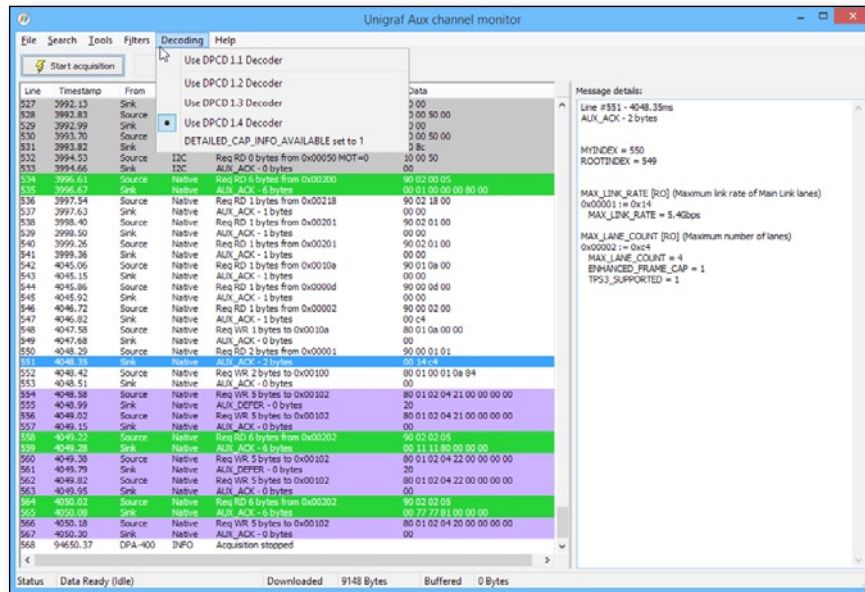 Unigraf Aux channel monitor
File Search Tools Filters Decoding Help
Start acquisition
Use DPCD 1.1 Decoder
Use DPCD 1.2 Decoder
Use DPCD 1.3 Decoder
Use DPCD 1.4 Decoder
DETAILED_CAP_INFO_AVAILABLE set to 1
Line Timestamp From Data
527 3992.13 Sink 0 00
528 3992.83 Source 0 00 50 00
529 3992.99 Sink 0 00
530 3993.70 Source 0 00 50 00
531 3993.82 Sink 0 8c
532 3994.53 Source I2C Req RD 0 bytes from 0x00050 MOT=0 10 00 50
533 3994.66 Sink I2C AUX_ACK - 0 bytes 00
534 3996.61 Source Native Req RD 6 bytes from 0x00200 90 02 00 05
535 3996.67 Sink Native AUX_ACK - 6 bytes 00 01 00 00 00 80 00
536 3997.54 Source Native Req RD 1 bytes from 0x00218 90 02 18 00
537 3997.63 Sink Native AUX_ACK - 1 bytes 00 00
538 3998.40 Source Native Req RD 1 bytes from 0x00201 90 02 01 00
539 3998.50 Sink Native AUX_ACK - 1 bytes 00 00
540 3999.26 Source Native Req RD 1 bytes from 0x00201 90 02 01 00
541 3999.36 Sink Native AUX_ACK - 1 bytes 00 00
542 4045.06 Source Native Req RD 1 bytes from 0x0010a 90 01 0a 00
543 4045.15 Sink Native AUX_ACK - 1 bytes 00 00
544 4045.86 Source Native Req RD 1 bytes from 0x0000d 90 00 0d 00
545 4045.92 Sink Native AUX_ACK - 1 bytes 00 00
546 4046.72 Source Native Req RD 1 bytes from 0x00002 90 00 02 00
547 4046.82 Sink Native AUX_ACK - 1 bytes 00 c4
548 4047.58 Source Native Req WR 1 bytes to 0x0010a 80 01 0a 00 00
549 4047.68 Sink Native AUX_ACK - 0 bytes 00
550 4048.29 Source Native Req RD 2 bytes from 0x00001 90 00 01 01
551 4048.35 Sink Native AUX_ACK - 2 bytes 00 14 c4
552 4048.42 Source Native Req WR 2 bytes to 0x00100 80 01 00 01 0a 84
553 4048.51 Sink Native AUX_ACK - 0 bytes 00
554 4048.58 Source Native Req WR 5 bytes to 0x00102 80 01 02 04 21 00 00 00 00
555 4048.99 Sink Native AUX_DEFER - 0 bytes 20
556 4049.02 Source Native Req WR 5 bytes to 0x00102 80 01 02 04 21 00 00 00 00
557 4049.15 Sink Native AUX_ACK - 0 bytes 00
558 4049.22 Source Native Req RD 6 bytes from 0x00202 90 02 02 05
559 4049.28 Sink Native AUX_ACK - 6 bytes 00 11 11 80 00 00 00
560 4049.38 Source Native Req WR 5 bytes to 0x00102 80 01 02 04 22 00 00 00 00
561 4049.79 Sink Native AUX_DEFER - 0 bytes 20
562 4049.82 Source Native Req WR 5 bytes to 0x00102 80 01 02 04 22 00 00 00 00
563 4049.95 Sink Native AUX_ACK - 0 bytes 00
564 4050.02 Source Native Req RD 6 bytes from 0x00202 90 02 02 05
565 4050.08 Sink Native AUX_ACK - 6 bytes 00 77 77 81 00 00 00
566 4050.18 Source Native Req WR 5 bytes to 0x00102 80 01 02 04 20 00 00 00 00
567 4050.30 Sink Native AUX_ACK - 0 bytes 00
568 94650.37 DPA-400 INFO Acquisition stopped
Message details:
Line #551 - 4048.35ms
AUX_ACK - 2 bytes
MYINDEX = 550
ROOTINDEX = 549
MAX_LINK_RATE [RO] (Maximum link rate of Main Link lanes)
0x00001 := 0x14
MAX_LINK_RATE = 5.4Gbps
MAX_LANE_COUNT [RO] (Maximum number of lanes)
0x00002 := 0xc4
MAX_LANE_COUNT = 4
ENHANCED_FRAME_CAP = 1
TPS3_SUPPORTED = 1
Status Data Ready (Idle) Downloaded 9148 Bytes Buffered 0 Bytes